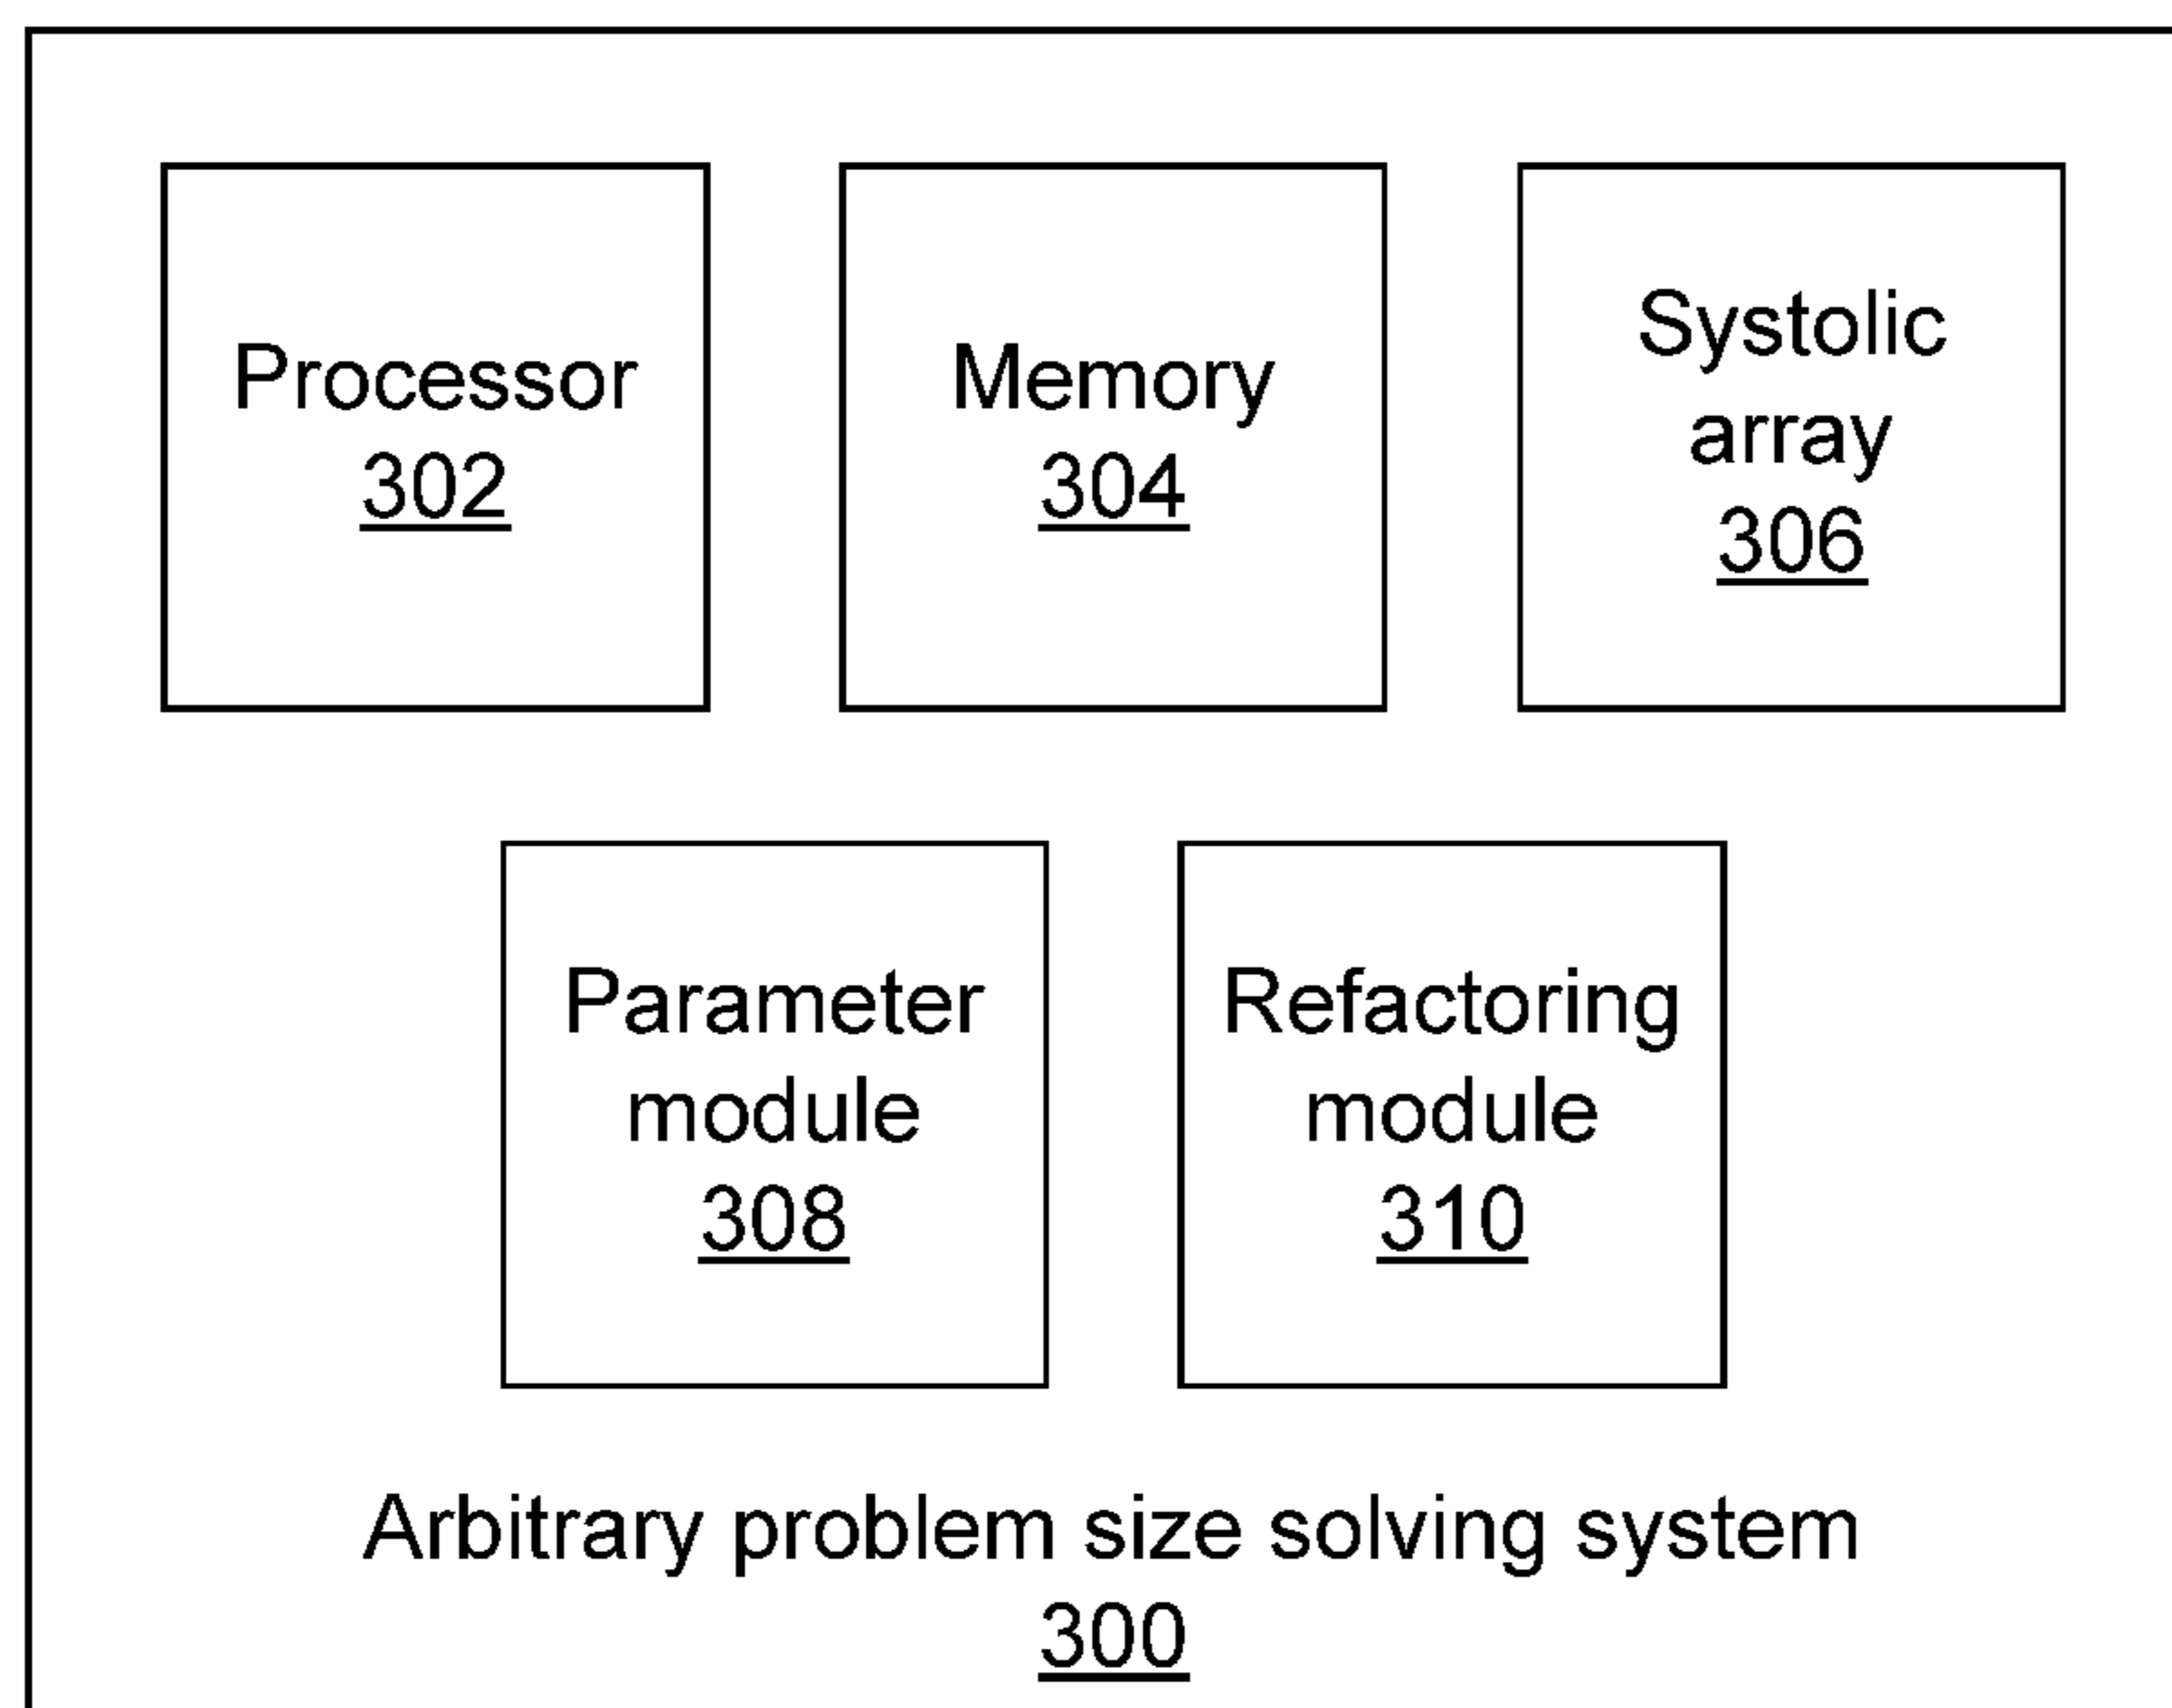 Processor
302
Memory
304
Systolic
array
306
Parameter
module
308
Refactoring
module
310
Arbitrary problem size solving system
300